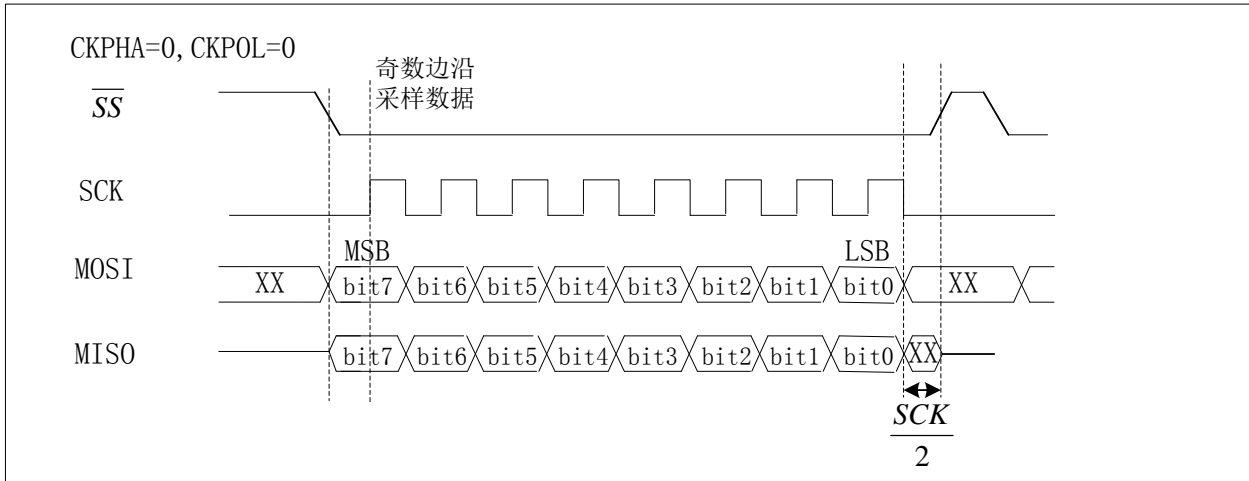 CKPHA=0, CKPOL=0
奇数边沿
采样数据
SS
SCK
MSB LSB
MOSI XX bit7 bit6 bit5 bit4 bit3 bit2 bit1 bit0 XX
MISO bit7 bit6 bit5 bit4 bit3 bit2 bit1 bit0 XX
SCK
2